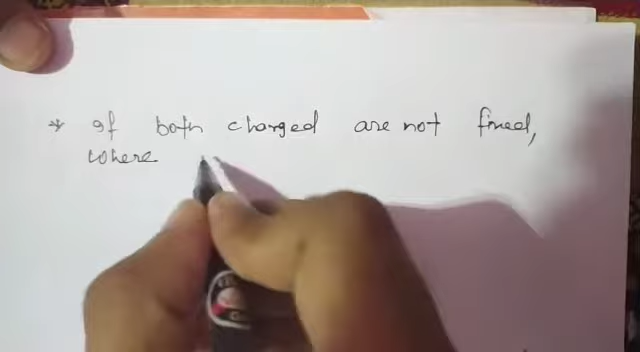 * If both charged are not fixed,
where